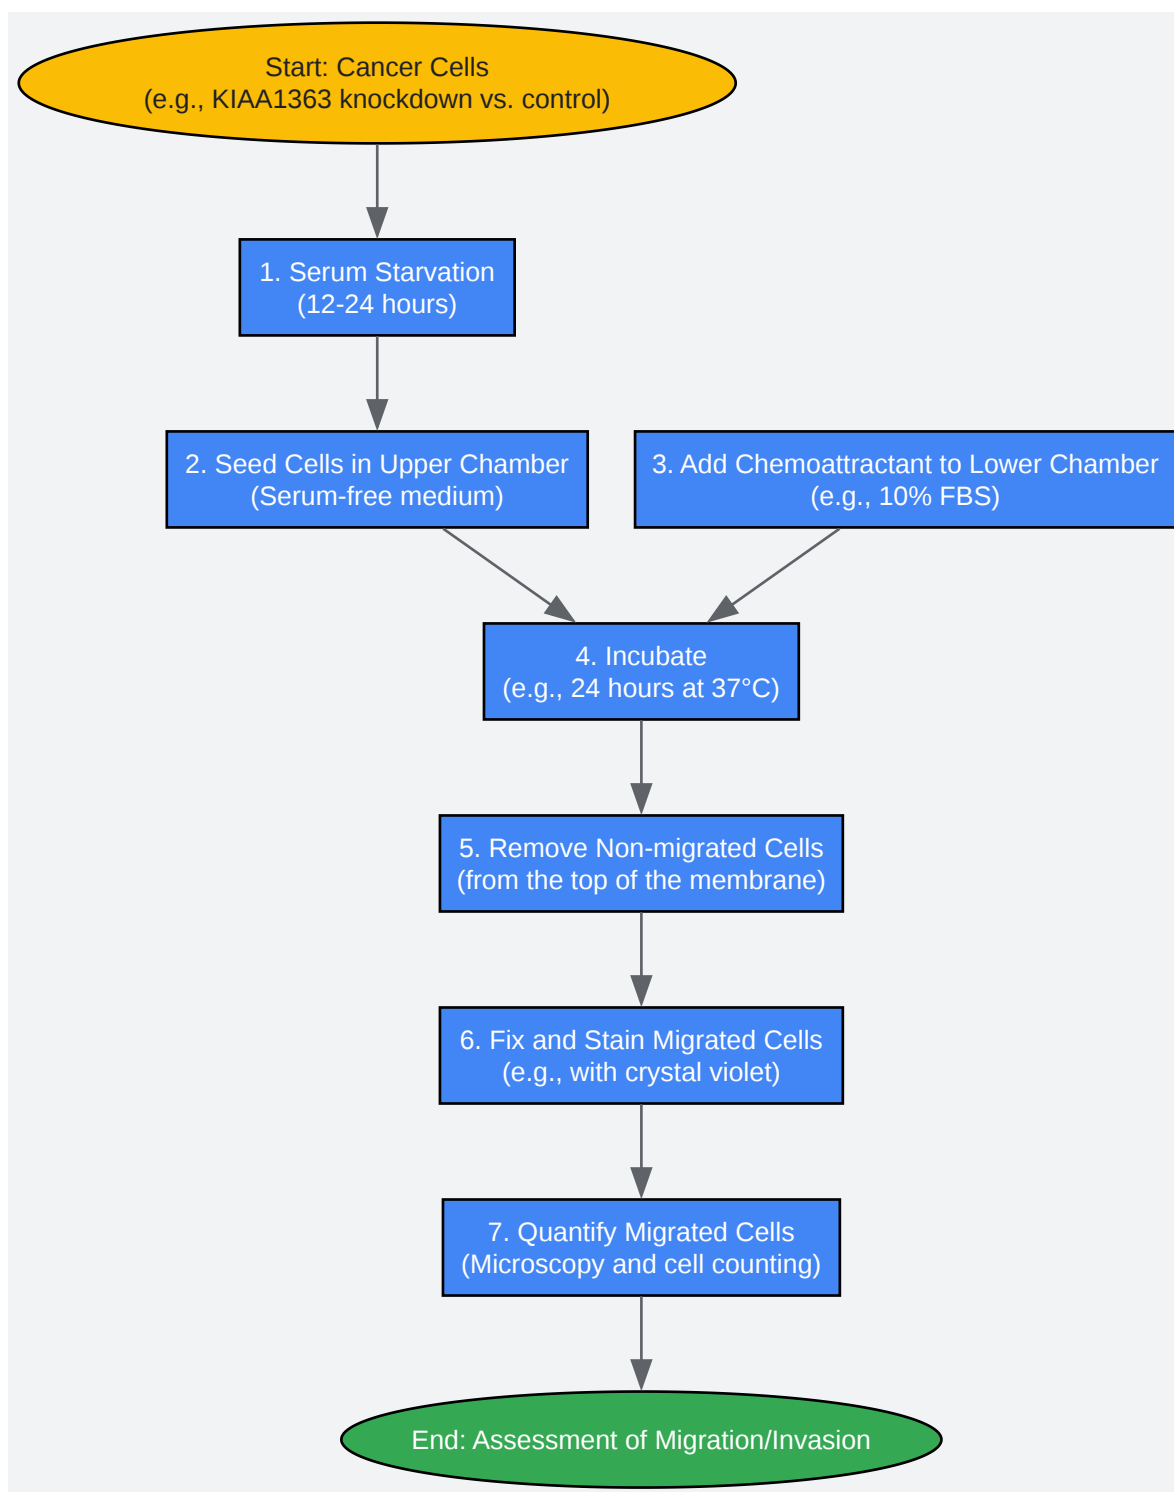 Start: Cancer Cells
(e.g., KIAA1363 knockdown vs. control)
1. Serum Starvation
(12-24 hours)
2. Seed Cells in Upper Chamber
(Serum-free medium)
3. Add Chemoattractant to Lower Chamber
(e.g., 10% FBS)
4. Incubate
(e.g., 24 hours at 37°C)
5. Remove Non-migrated Cells
(from the top of the membrane)
6. Fix and Stain Migrated Cells
(e.g., with crystal violet)
7. Quantify Migrated Cells
(Microscopy and cell counting)
End: Assessment of Migration/Invasion